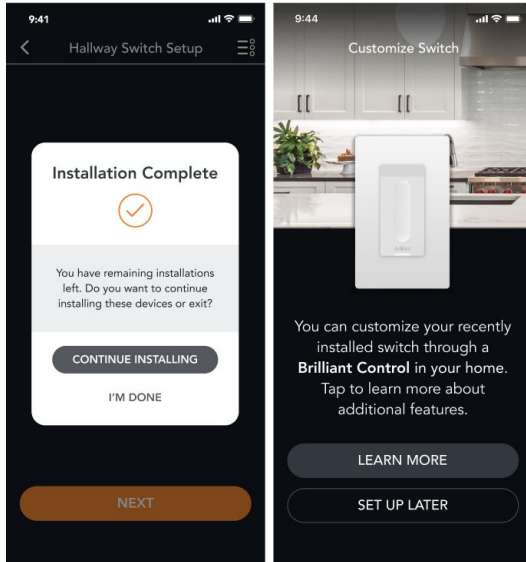 9:41
Hallway Switch Setup
Installation Complete
You have remaining installations
left. Do you want to continue
installing these devices or exit?
CONTINUE INSTALLING
I'M DONE
NEXT
9:44
Customize Switch
brilliant
You can customize your recently
installed switch through a
Brilliant Control in your home.
Tap to learn more about
additional features.
LEARN MORE
SET UP LATER